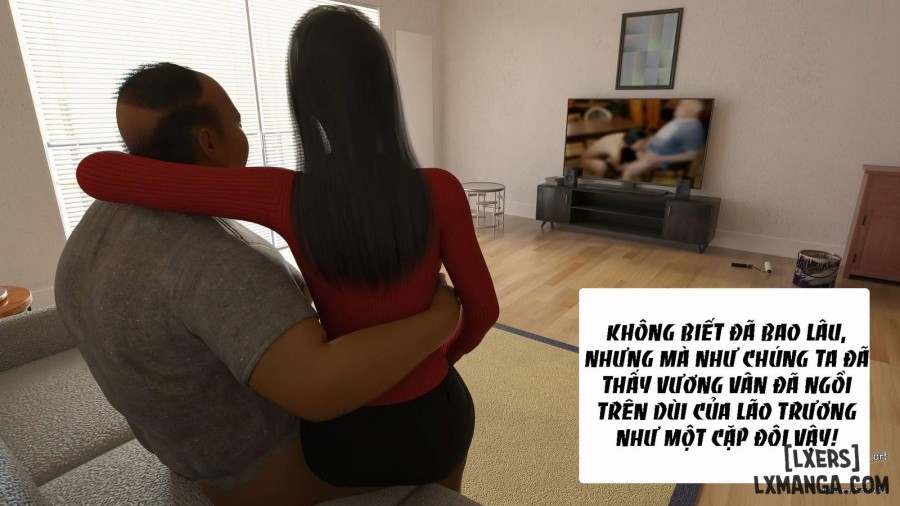 KHÔNG BIẾT ĐÃ BAO LÂU,
NHƯNG MÀ NHƯ CHÚNG TA ĐÃ
THẤY VƯƠNG VÂN ĐÃ NGỒI
TRÊN DÙI CỦA LÃO TRƯƠNG
NHƯ MỘT CẶP ĐÔI VẬY!
[LXERS]
LXMANGA.COM